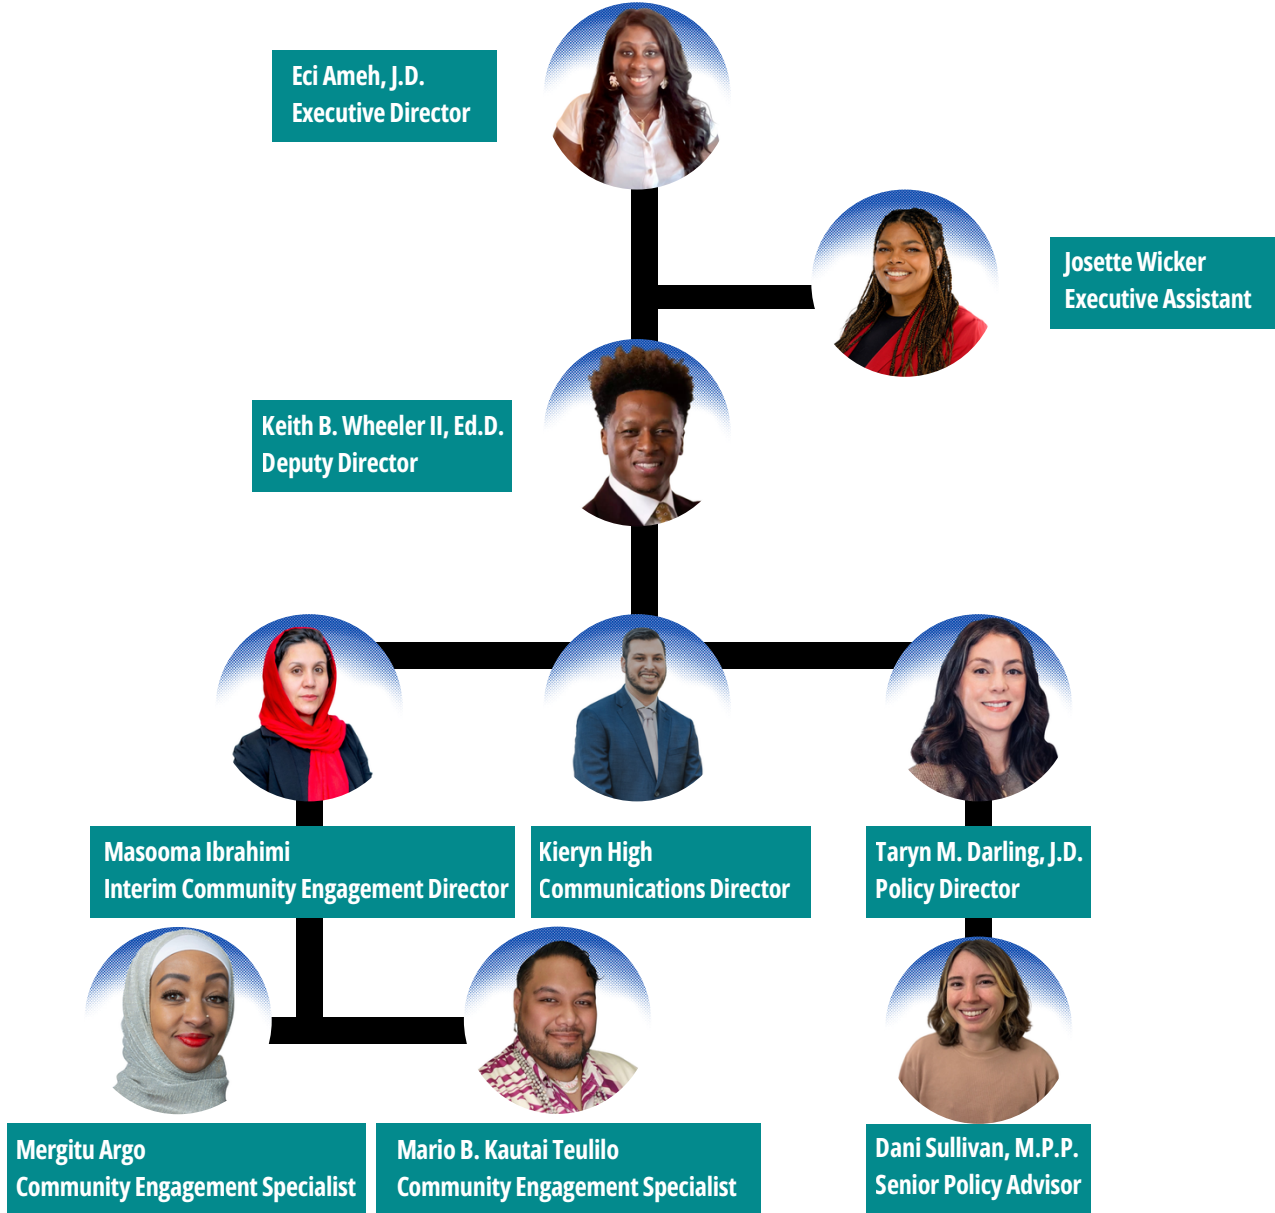 Eci Ameh, J.D.
Executive Director
Josette Wicker
Executive Assistant
Keith B. Wheeler II, Ed.D.
Deputy Director
Masooma Ibrahimi
Interim Community Engagement Director
Kieryn High
Communications Director
Taryn M. Darling, J.D.
Policy Director
Mergitu Argo
Community Engagement Specialist
Mario B. Kautai Teulilo
Community Engagement Specialist
Dani Sullivan, M.P.P.
Senior Policy Advisor